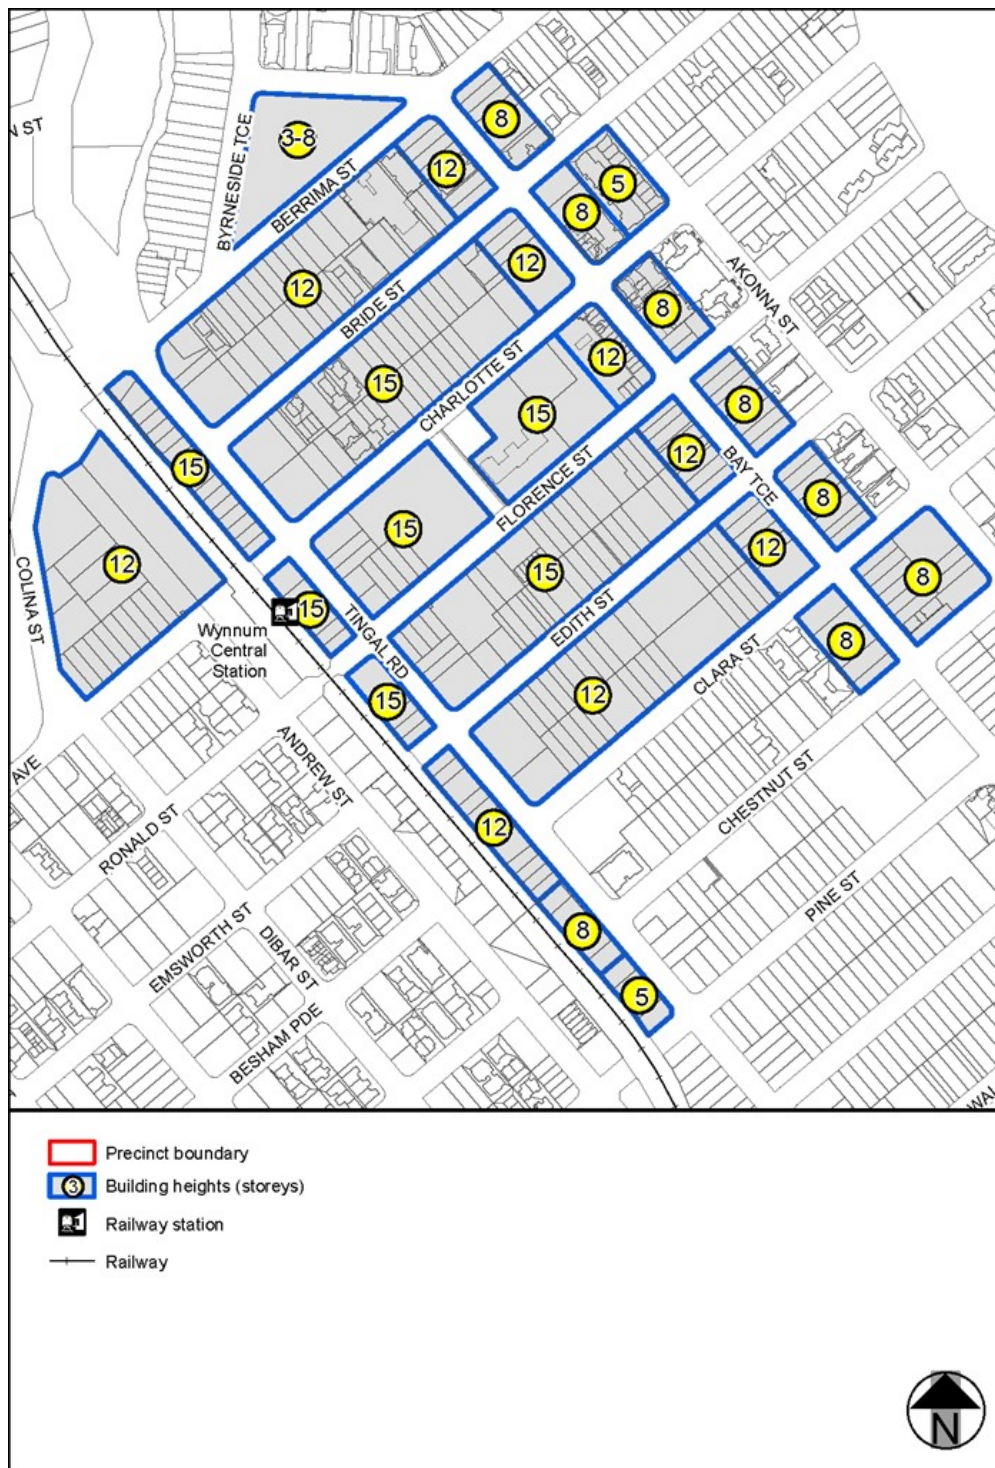 N ST
3-8
8
BYRNESIDE TCE
BERRIMA ST
12
5
8
12
BRIDE ST
12
AKONNA ST
8
15
CHARLOTTE ST
12
15
8
15
FLORENCE ST
12
BAY TCE
8
12
15
15
12
8
COLINA ST
15
Wynnum
Central
Station
TINGAL RD
EDITH ST
8
15
12
CLARA ST
ANDREW ST
AVE
RONALD ST
12
CHESTNUT ST
EMSWORTH ST
DIBAR ST
8
PINE ST
5
BESHAM PDE
WAL
Precinct boundary
3
Building heights (storeys)
Railway station
Railway
N